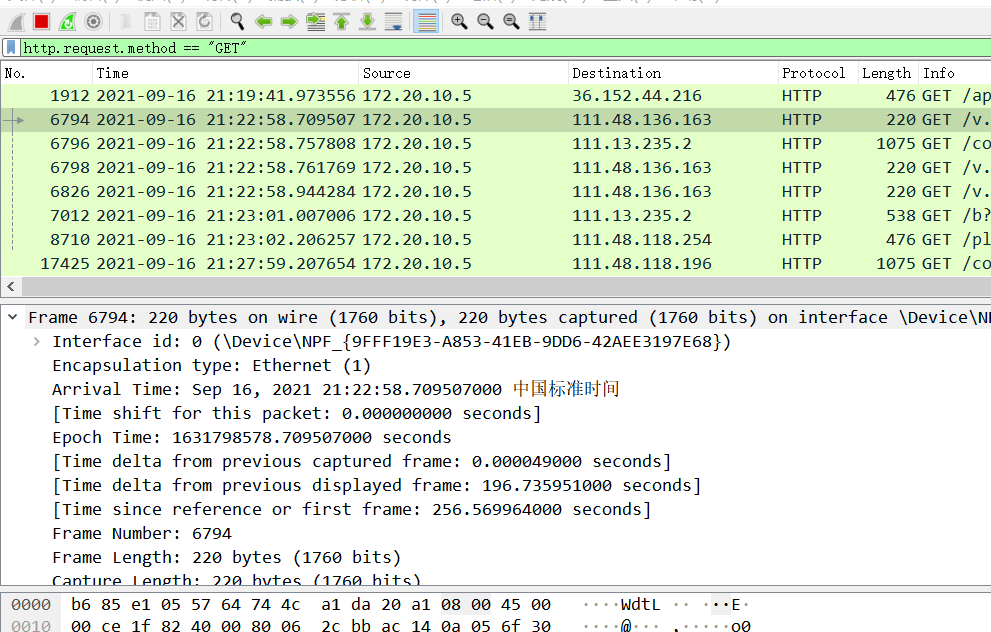 http.request.method == "GET"
No. Time Source Destination Protocol Length Info
1912 2021-09-16 21:19:41.973556 172.20.10.5 36.152.44.216 HTTP 476 GET /ap
6794 2021-09-16 21:22:58.709507 172.20.10.5 111.48.136.163 HTTP 220 GET /v.
6796 2021-09-16 21:22:58.757808 172.20.10.5 111.13.235.2 HTTP 1075 GET /co
6798 2021-09-16 21:22:58.761769 172.20.10.5 111.48.136.163 HTTP 220 GET /v.
6826 2021-09-16 21:22:58.944284 172.20.10.5 111.48.136.163 HTTP 220 GET /v.
7012 2021-09-16 21:23:01.007006 172.20.10.5 111.13.235.2 HTTP 538 GET /b?
8710 2021-09-16 21:23:02.206257 172.20.10.5 111.48.118.254 HTTP 476 GET /pl
17425 2021-09-16 21:27:59.207654 172.20.10.5 111.48.118.196 HTTP 1075 GET /co
Frame 6794: 220 bytes on wire (1760 bits), 220 bytes captured (1760 bits) on interface \Device\NP
Interface id: 0 (\Device\NPF_{9FFF19E3-A853-41EB-9DD6-42AEE3197E68})
Encapsulation type: Ethernet (1)
Arrival Time: Sep 16, 2021 21:22:58.709507000 中国标准时间
[Time shift for this packet: 0.000000000 seconds]
Epoch Time: 1631798578.709507000 seconds
[Time delta from previous captured frame: 0.000049000 seconds]
[Time delta from previous displayed frame: 196.735951000 seconds]
[Time since reference or first frame: 256.569964000 seconds]
Frame Number: 6794
Frame Length: 220 bytes (1760 bits)
Capture Length: 220 bytes (1760 bits)
0000 b6 85 e1 05 57 64 74 4c a1 da 20 a1 08 00 45 00 ····WdtL ·· ···E·
0010 00 ce 1f 82 40 00 80 06 2c bb ac 14 0a 05 6f 30 ····@··· ,·····o0